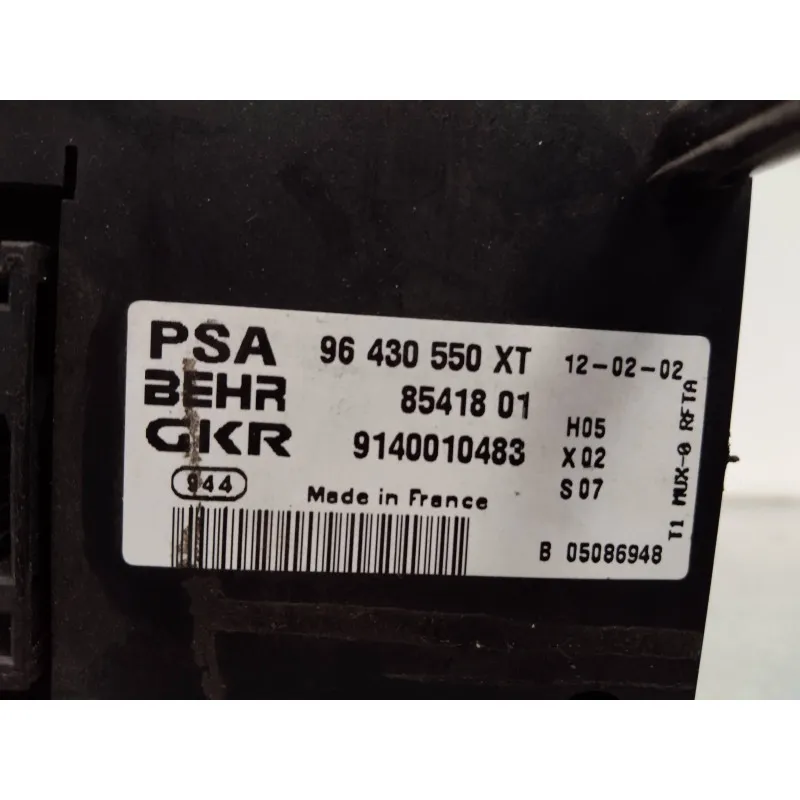 PSA 96 430 550 XT 12-02-02
BEHR 85418 01 H05
GKR 9140010483 X02
944 Made in France S07
B 05086948
T1 MUX-0 RFTA